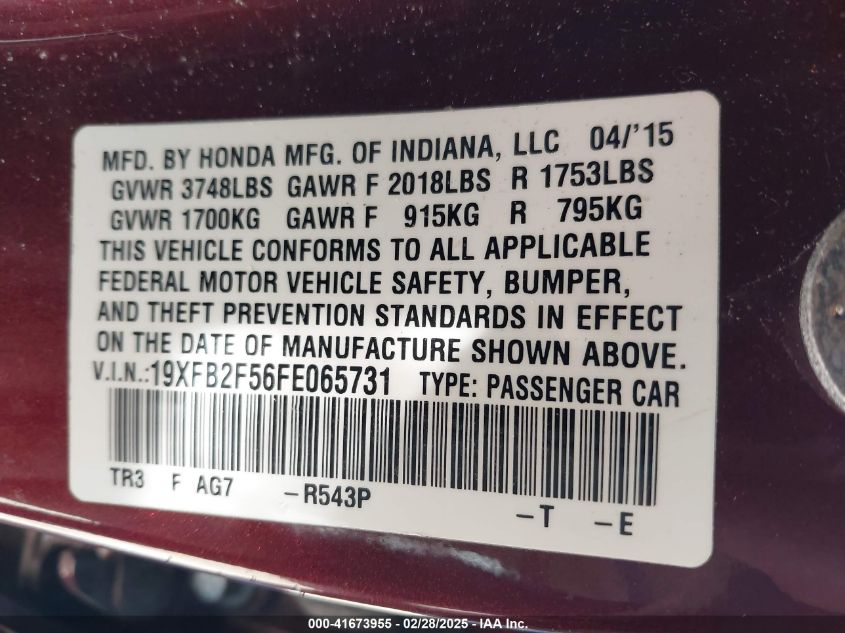 MFD. BY HONDA MFG. OF INDIANA, LLC 04/'15
GVWR 3748LBS GAWR F 2018LBS R 1753LBS
GVWR 1700KG GAWR F 915KG R 795KG
THIS VEHICLE CONFORMS TO ALL APPLICABLE
FEDERAL MOTOR VEHICLE SAFETY, BUMPER,
AND THEFT PREVENTION STANDARDS IN EFFECT
ON THE DATE OF MANUFACTURE SHOWN ABOVE.
V.I.N.:19XFB2F56FE065731 TYPE: PASSENGER CAR
TR3 F AG7 -R543P -T -E
000-41673955 - 02/28/2025 - IAA Inc.